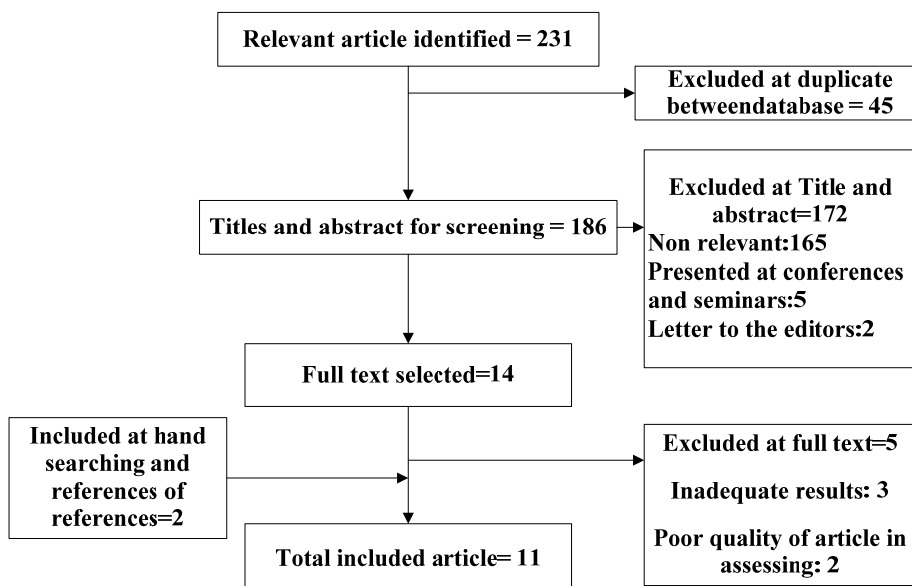 Relevant article identified = 231
Excluded at duplicate
betweendatabase = 45
Titles and abstract for screening = 186
Excluded at Title and
abstract=172
Non relevant:165
Presented at conferences
and seminars:5
Letter to the editors:2
Full text selected=14
Included at hand
searching and
references of
references=2
Excluded at full text=5
Inadequate results: 3
Poor quality of article in
assessing: 2
Total included article= 11